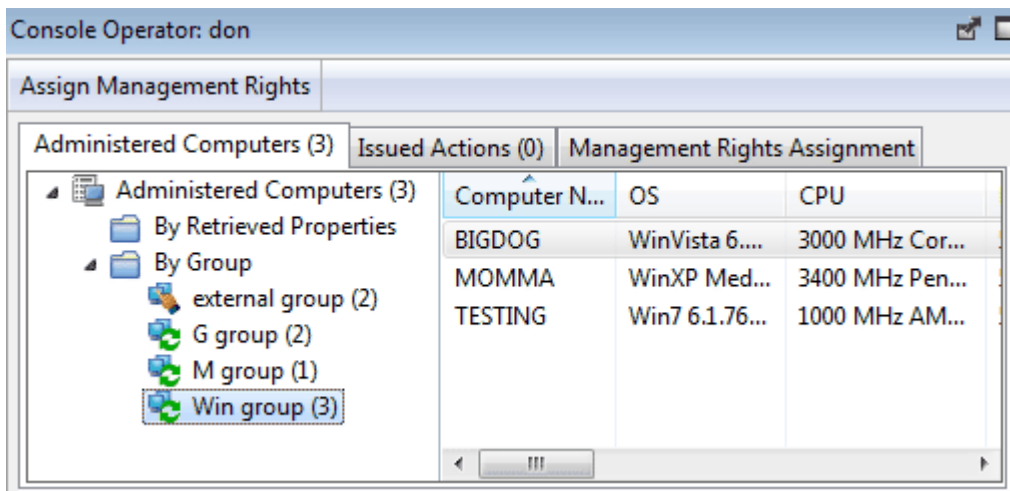 Console Operator: don
Assign Management Rights
Administered Computers (3) Issued Actions (0) Management Rights Assignment
Administered Computers (3)
By Retrieved Properties
By Group
external group (2)
G group (2)
M group (1)
Win group (3)
Computer N... OS CPU
BIGDOG WinVista 6.... 3000 MHz Cor...
MOMMA WinXP Med... 3400 MHz Pen...
TESTING Win7 6.1.76... 1000 MHz AM...